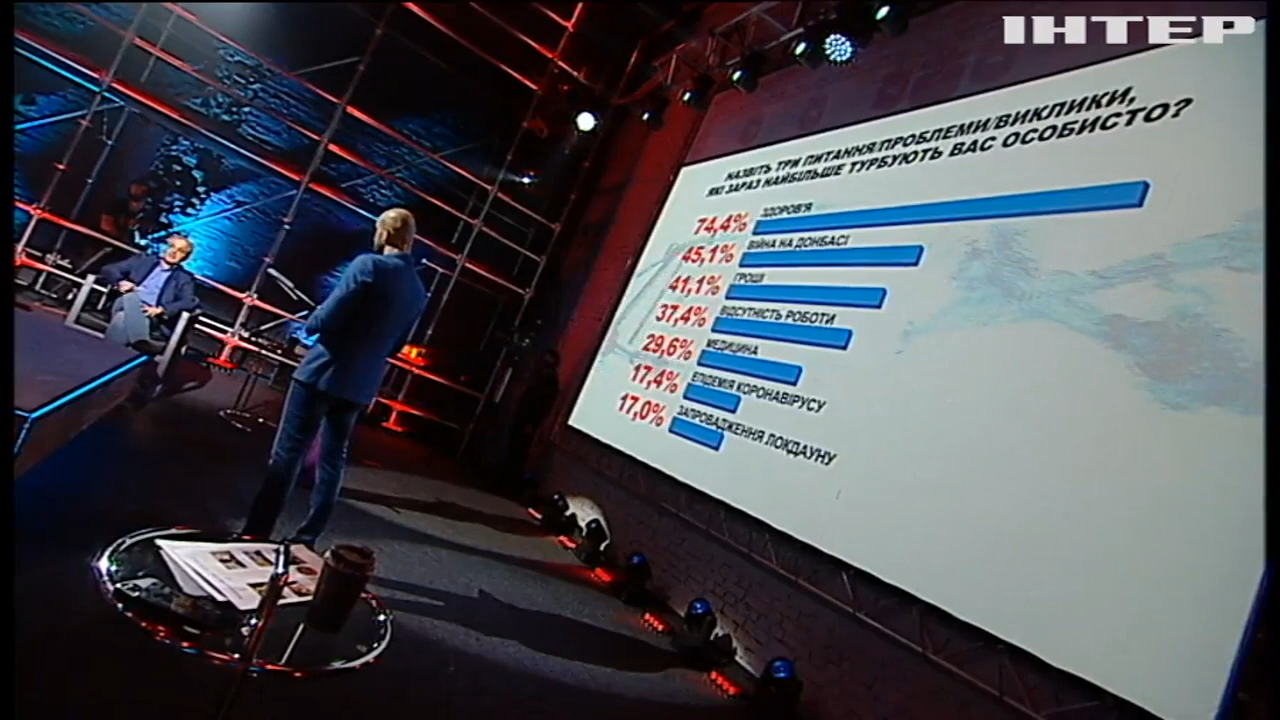 ІНТЕР
НАЗВІТЬ ТРИ ПИТАННЯ/ПРОБЛЕМИ/ВИКЛИКИ,
ЯКІ ЗАРАЗ НАЙБІЛЬШЕ ТУРБУЮТЬ ВАС ОСОБИСТО?
74,4% ЗДОРОВ'Я
45,1% ВІЙНА НА ДОНБАСІ
41,1% ГРОШІ
37,4% ВІДСУТНІСТЬ РОБОТИ
29,6% МЕДИЦИНА
17,4% ЕПІДЕМІЯ КОРОНАВІРУСУ
17,0% ЗАПРОВАДЖЕННЯ ЛОКДАУНУ